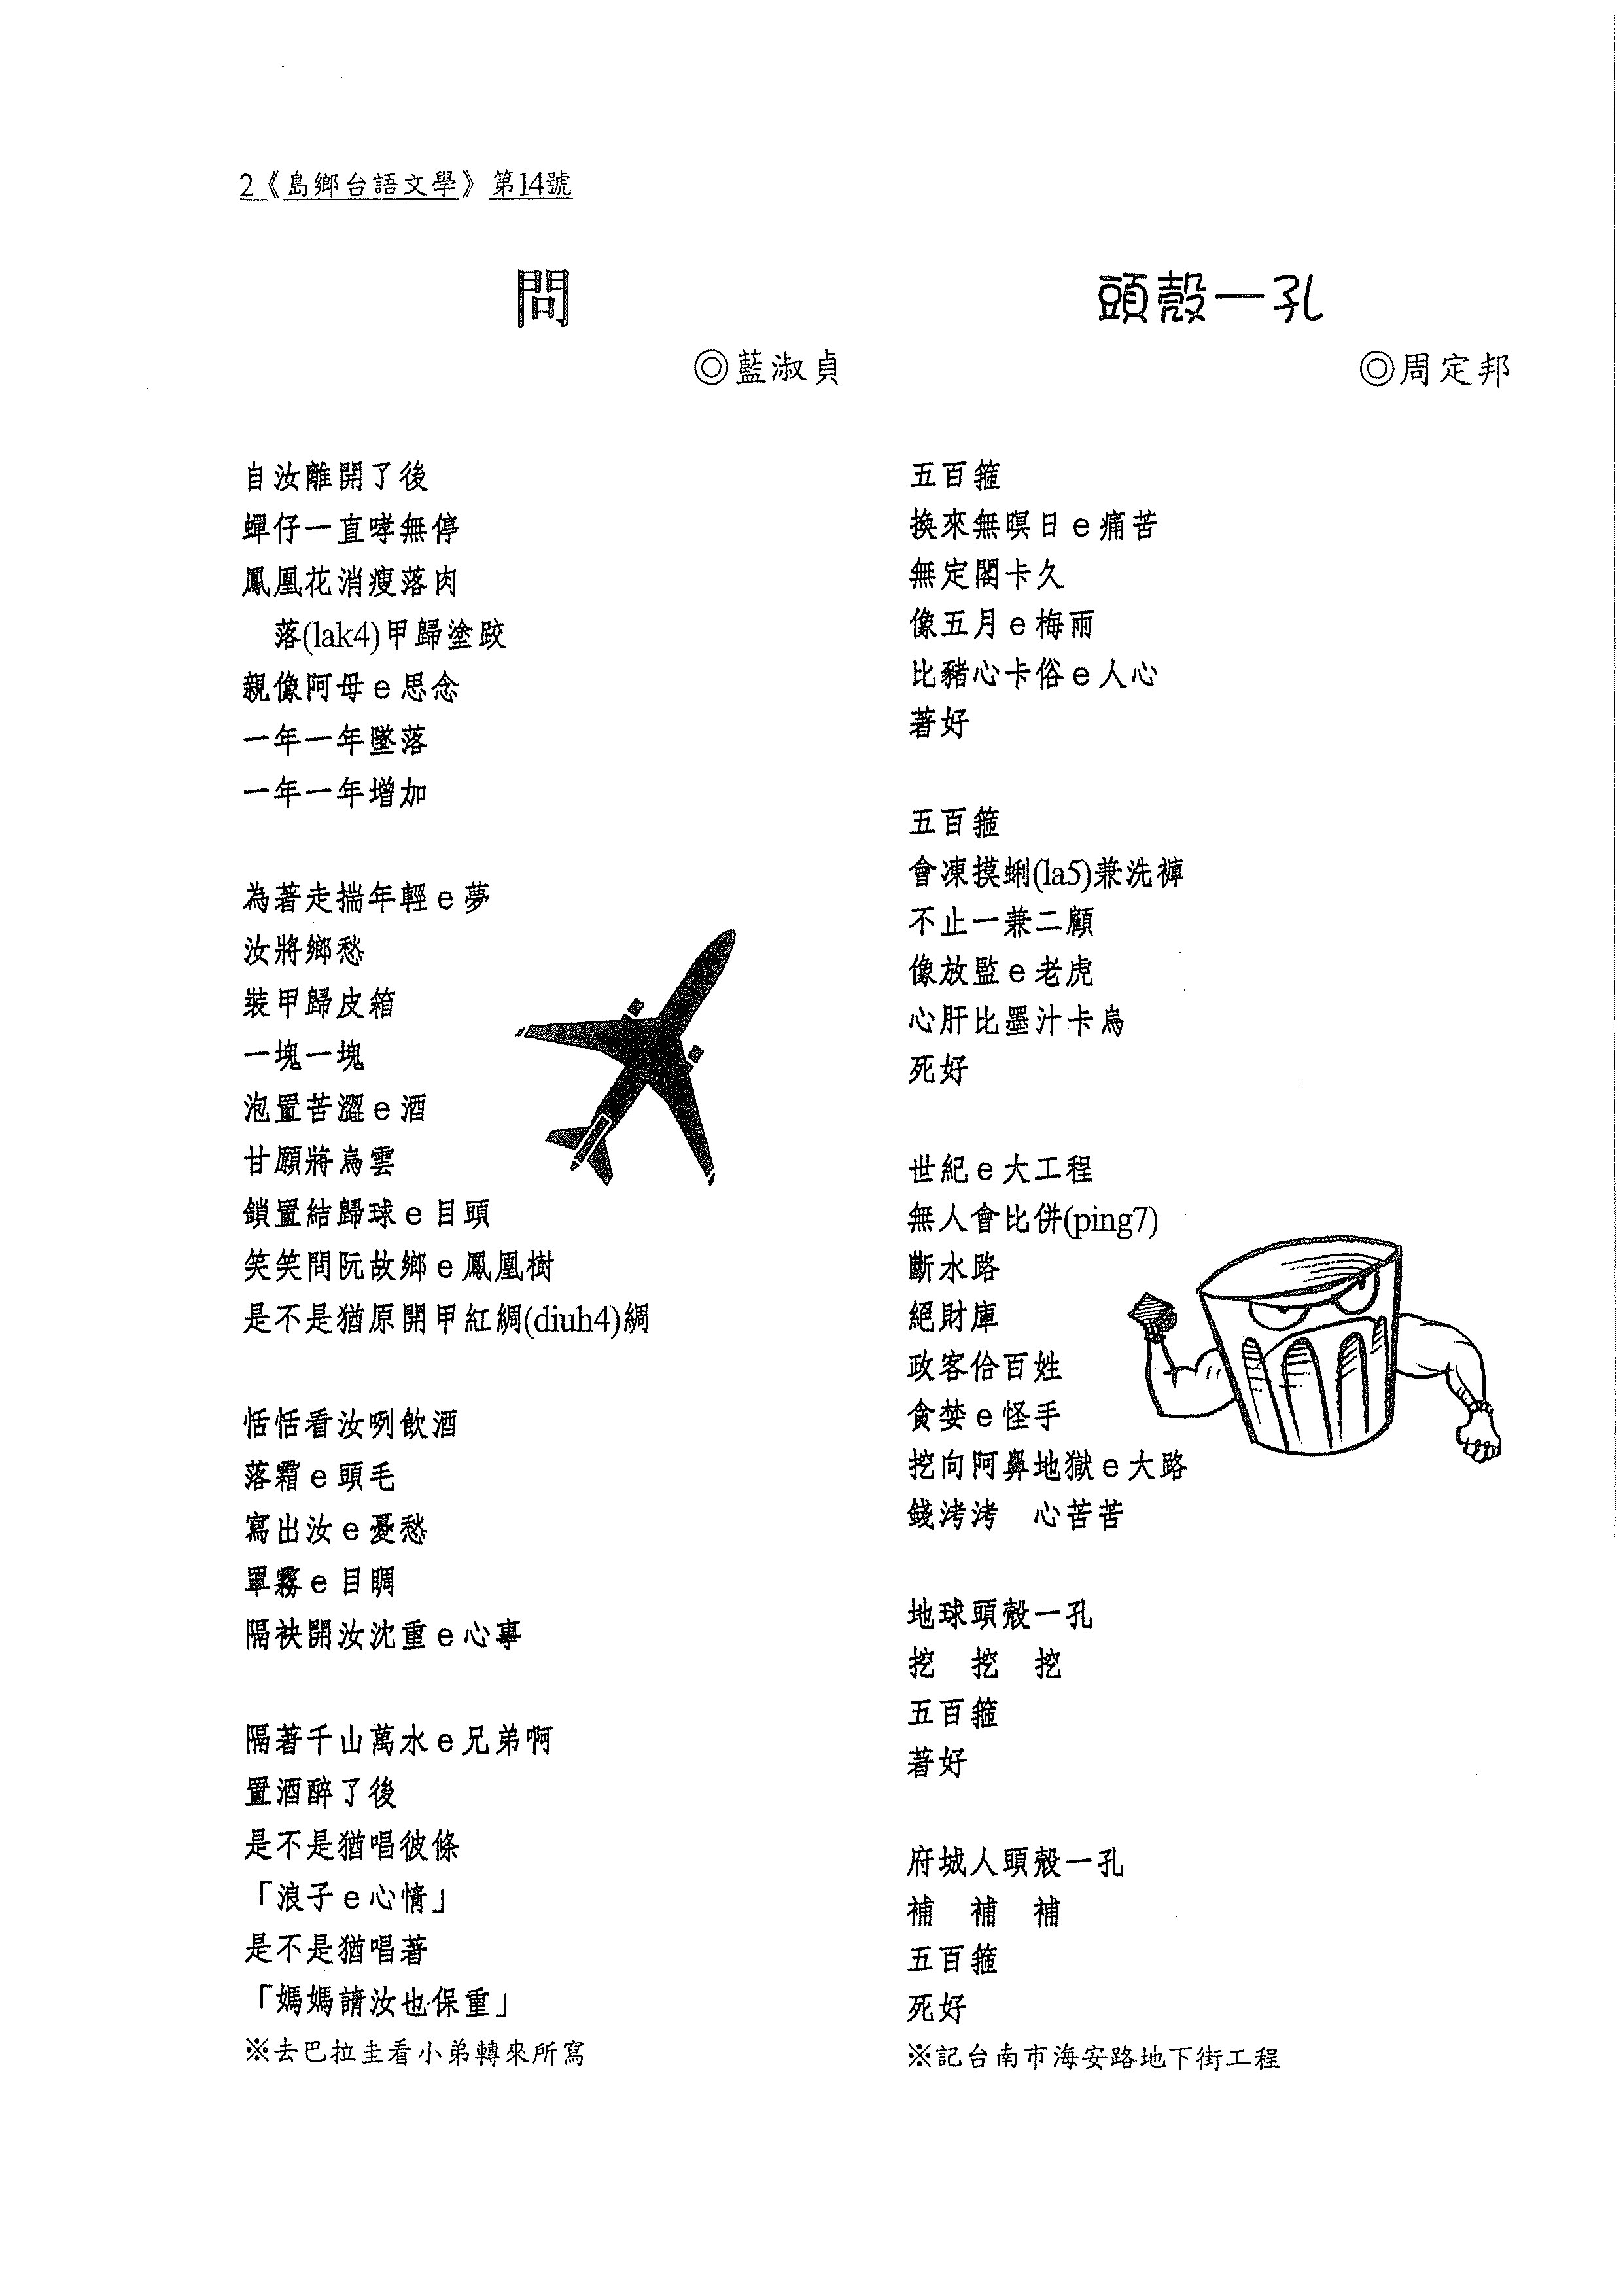 2《島鄉台語文學》第14號
問
◎藍淑貞
自汝離開了後
蟬仔一直哮無停
鳳凰花消瘦落肉
落(lak4)甲歸塗跤
親像阿母e思念
一年一年墜落
一年一年增加
為著走揣年輕e夢
汝將鄉愁
裝甲歸皮箱
一塊一塊
泡置苦澀e酒
甘願將烏雲
鎖置結歸球e目頭
笑笑問阮故鄉e鳳凰樹
是不是猶原開甲紅綢(diuh4)綢
恬恬看汝咧飲酒
落霜e頭毛
寫出汝e憂愁
罩霧e目睭
隔袂開汝沈重e心事
隔著千山萬水e兄弟啊
置酒醉了後
是不是猶唱彼條
「浪子e心情」
是不是猶唱著
「媽媽請汝也保重」
※去巴拉圭看小弟轉來所寫
頭殼一孔
◎周定邦
五百箍
換來無暝日e痛苦
無定閣卡久
像五月e梅雨
比豬心卡俗e人心
著好
五百箍
會凍摸蜊(la5)兼洗褲
不止一兼二顧
像放監e老虎
心肝比墨汁卡烏
死好
世紀e大工程
無人會比併(ping7)
斷水路
絕財庫
政客佮百姓
貪婪e怪手
挖向阿鼻地獄e大路
錢洘洘　心苦苦
地球頭殼一孔
挖　挖　挖
五百箍
著好
府城人頭殼一孔
補　補　補
五百箍
死好
※記台南市海安路地下街工程